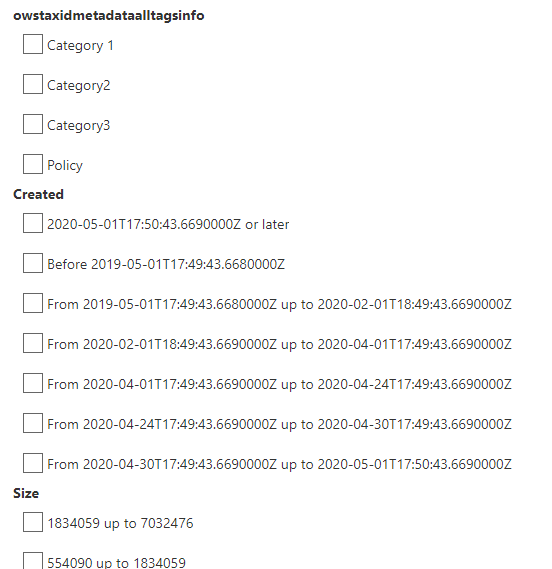 owstaxidmetadataalltagsinfo
Category 1
Category2
Category3
Policy
Created
2020-05-01T17:50:43.6690000Z or later
Before 2019-05-01T17:49:43.6680000Z
From 2019-05-01T17:49:43.6680000Z up to 2020-02-01T18:49:43.6690000Z
From 2020-02-01T18:49:43.6690000Z up to 2020-04-01T17:49:43.6690000Z
From 2020-04-01T17:49:43.6690000Z up to 2020-04-24T17:49:43.6690000Z
From 2020-04-24T17:49:43.6690000Z up to 2020-04-30T17:49:43.6690000Z
From 2020-04-30T17:49:43.6690000Z up to 2020-05-01T17:50:43.6690000Z
Size
1834059 up to 7032476
554090 up to 1834059